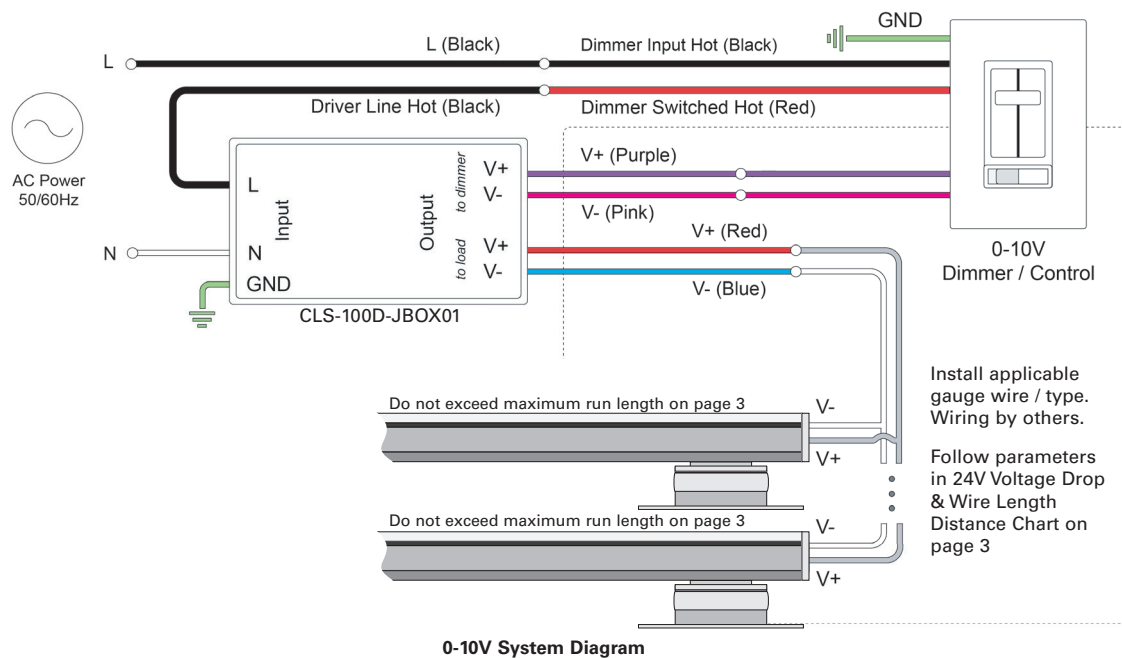 GND
L
L (Black)
Dimmer Input Hot (Black)
Driver Line Hot (Black)
Dimmer Switched Hot (Red)
AC Power
50/60Hz
L
Input
Output
to dimmer
V+
V-
V+ (Purple)
V- (Pink)
N
N
to load
V+
V-
V+ (Red)
V- (Blue)
GND
CLS-100D-JBOX01
0-10V
Dimmer / Control
Do not exceed maximum run length on page 3
V-
V+
Install applicable
gauge wire / type.
Wiring by others.
Follow parameters
in 24V Voltage Drop
& Wire Length
Distance Chart on
page 3
Do not exceed maximum run length on page 3
V-
V+
0-10V System Diagram